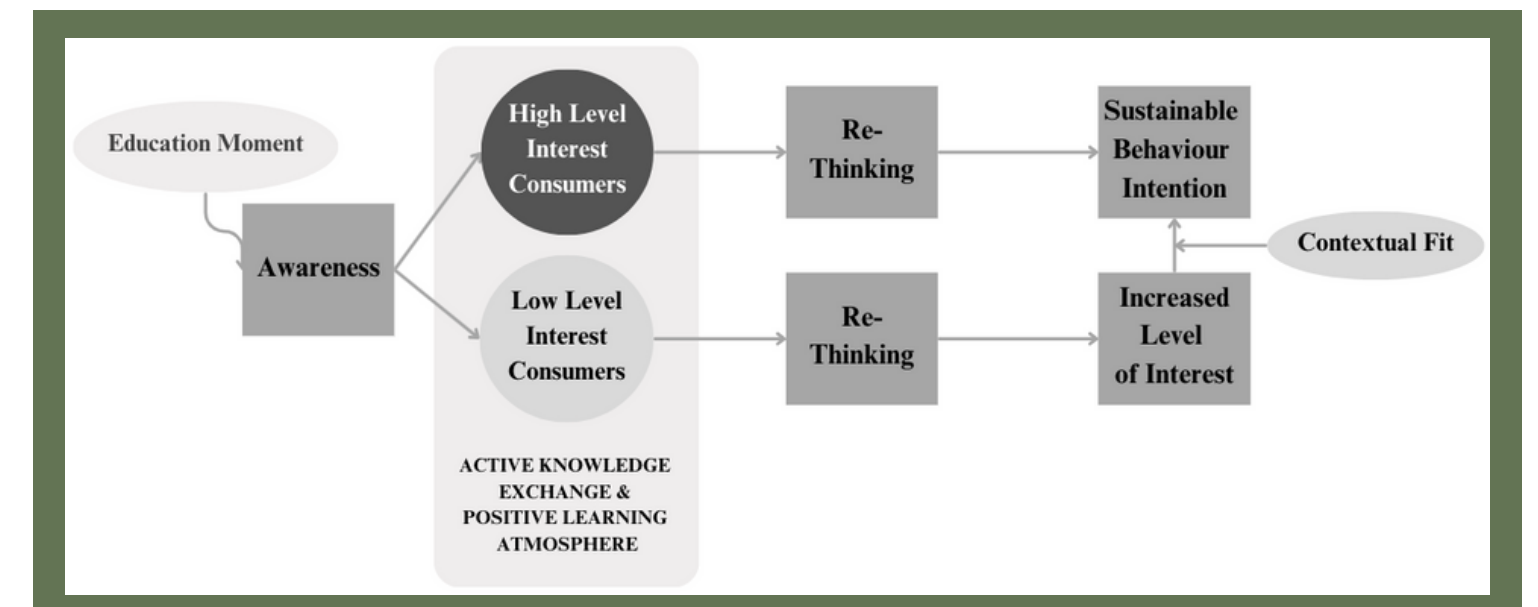 Education Moment
Awareness
High Level
Interest
Consumers
Low Level
Interest
Consumers
ACTIVE KNOWLEDGE
EXCHANGE &
POSITIVE LEARNING
ATMOSPHERE
Re-
Thinking
Re-
Thinking
Sustainable
Behaviour
Intention
Increased
Level
of Interest
Contextual Fit